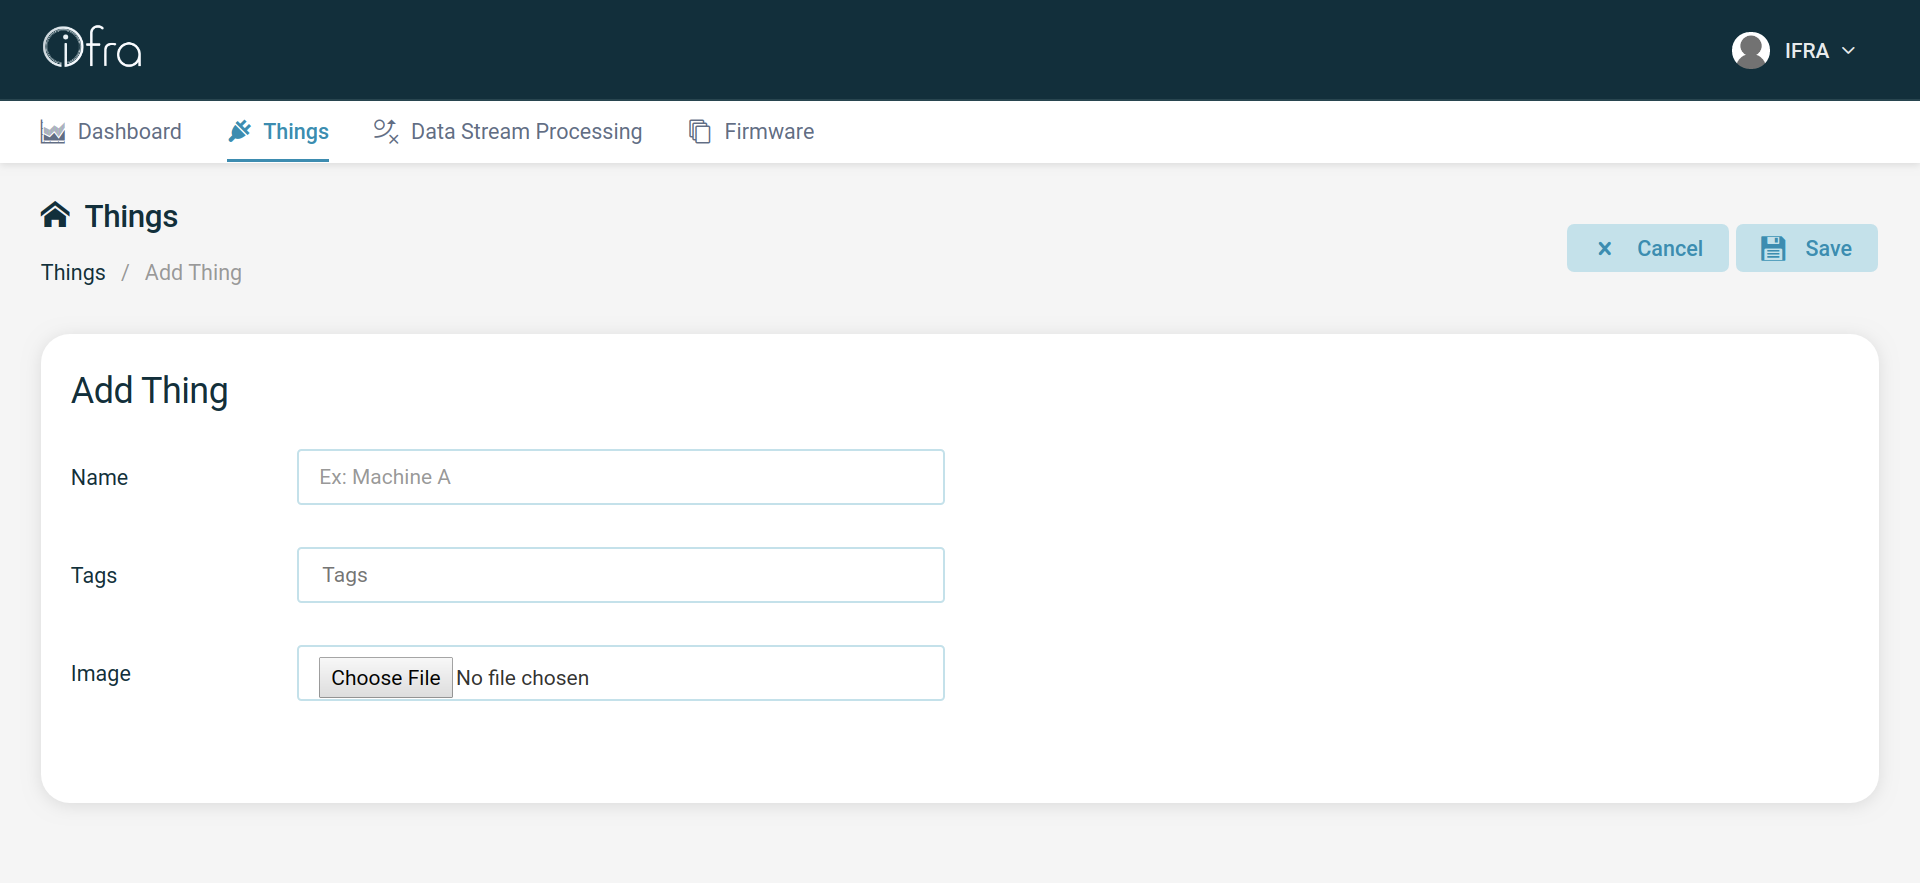 ifra
IFRA
Dashboard Things Data Stream Processing Firmware
Things
Things / Add Thing
Cancel Save
Add Thing
Name Ex: Machine A
Tags Tags
Image Choose File No file chosen